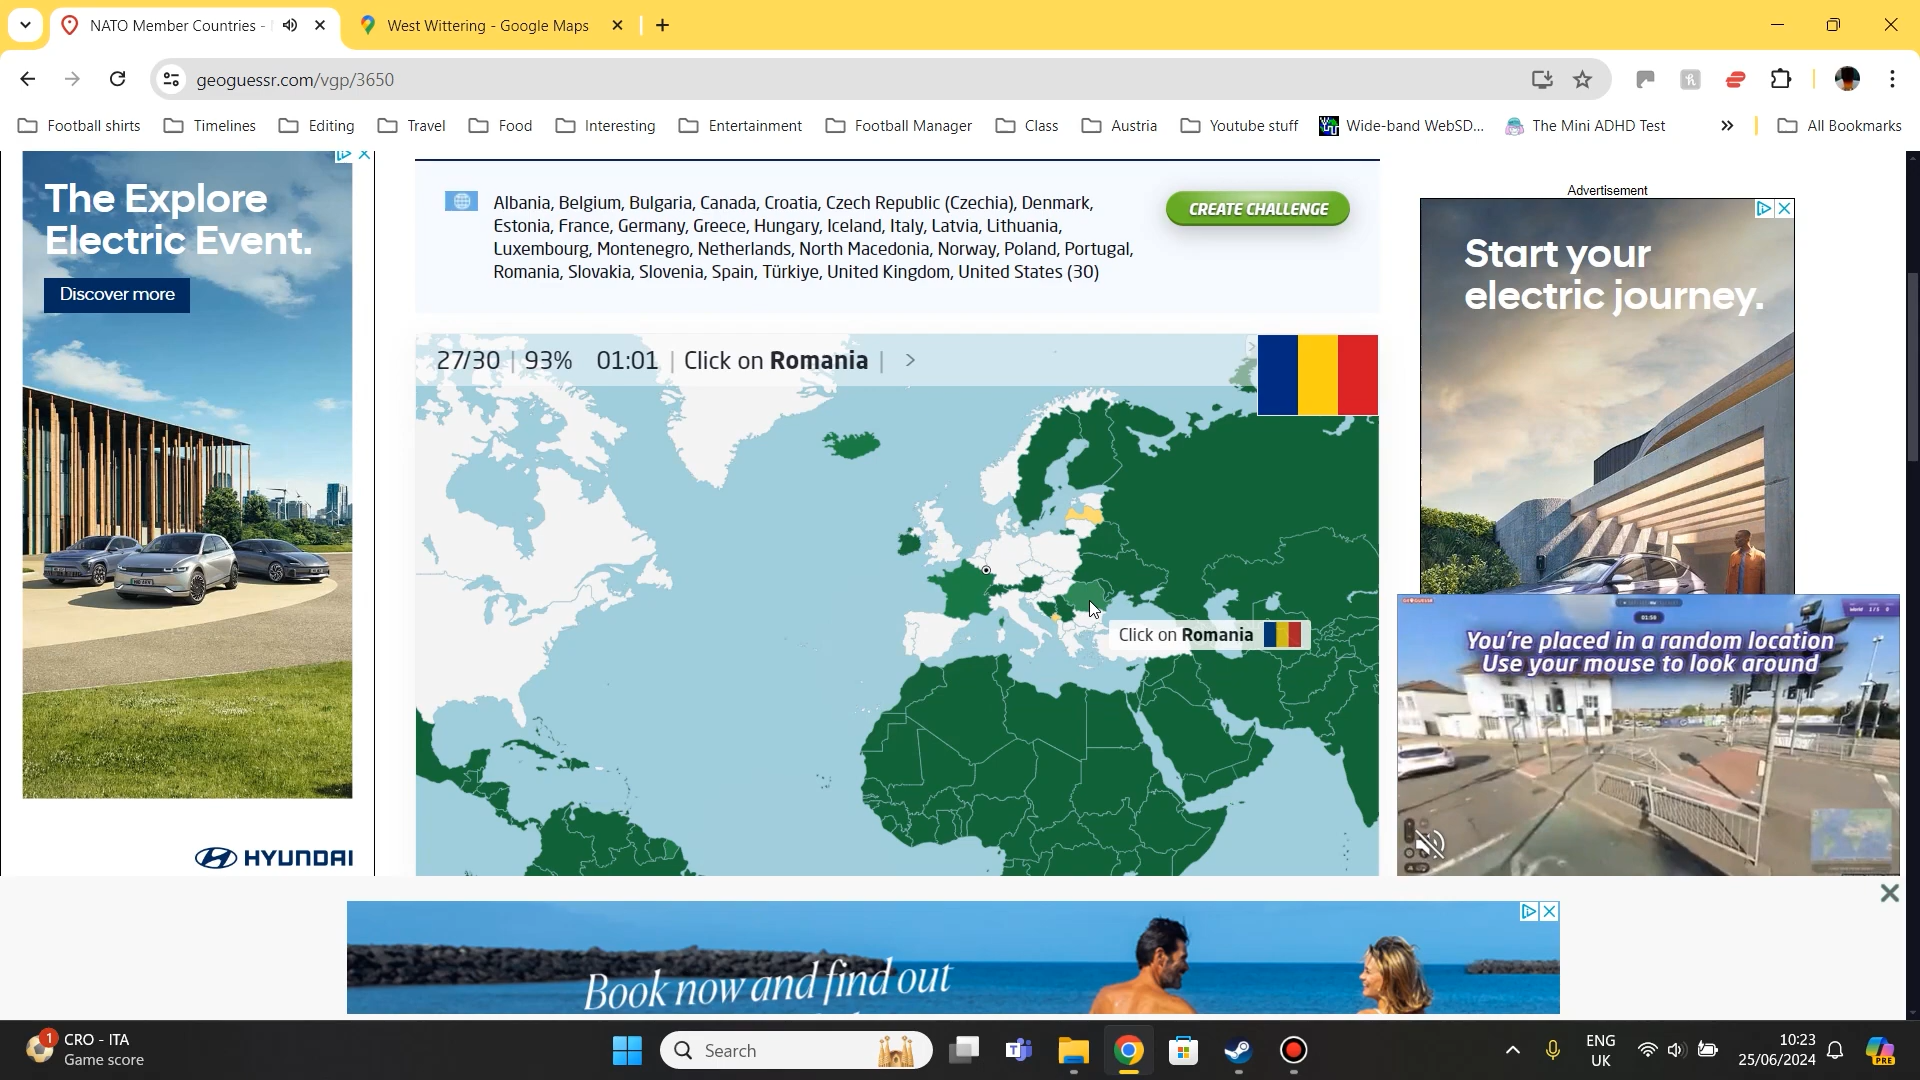 NATO Member Countries -
West Wittering - Google Maps
geoguessr.com/vgp/3650
Football shirts
Timelines
Editing
Travel
Food
Interesting
Entertainment
Football Manager
Class
Austria
Youtube stuff
Wide-band WebSD...
The Mini ADHD Test
All Bookmarks
The Explore
Electric Event.
Discover more
HYUNDAI
Albania, Belgium, Bulgaria, Canada, Croatia, Czech Republic (Czechia), Denmark,
Estonia, France, Germany, Greece, Hungary, Iceland, Italy, Latvia, Lithuania,
Luxembourg, Montenegro, Netherlands, North Macedonia, Norway, Poland, Portugal,
Romania, Slovakia, Slovenia, Spain, Türkiye, United Kingdom, United States (30)
CREATE CHALLENGE
27/30 | 93% 01:01 | Click on Romania |
Click on Romania
Advertisement
Start your
electric journey.
You're placed in a random location
Use your mouse to look around
Book now and find out
CRO - ITA
Game score
1
Search
ENG
UK
10:23
25/06/2024
PRE